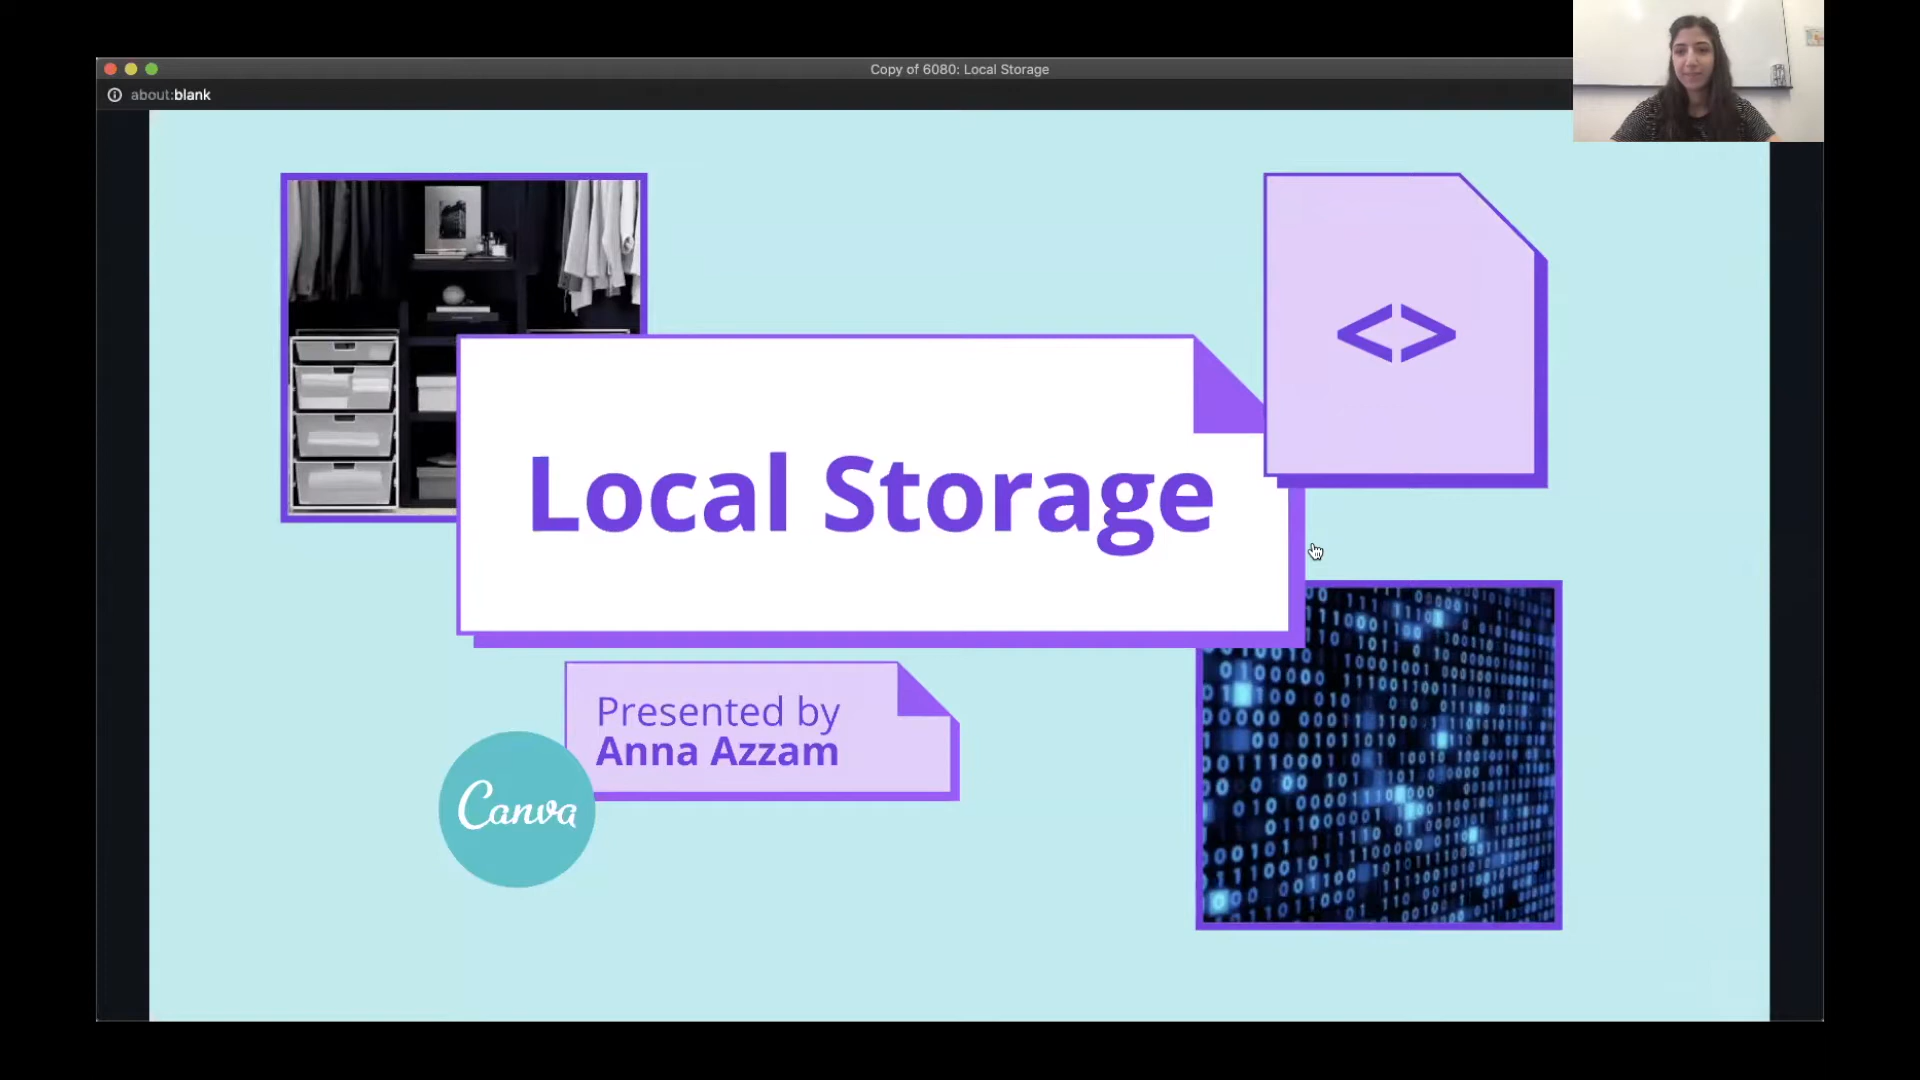 Copy of 6080: Local Storage
about:blank
<>
Local Storage
Presented by
Anna Azzam
Canva